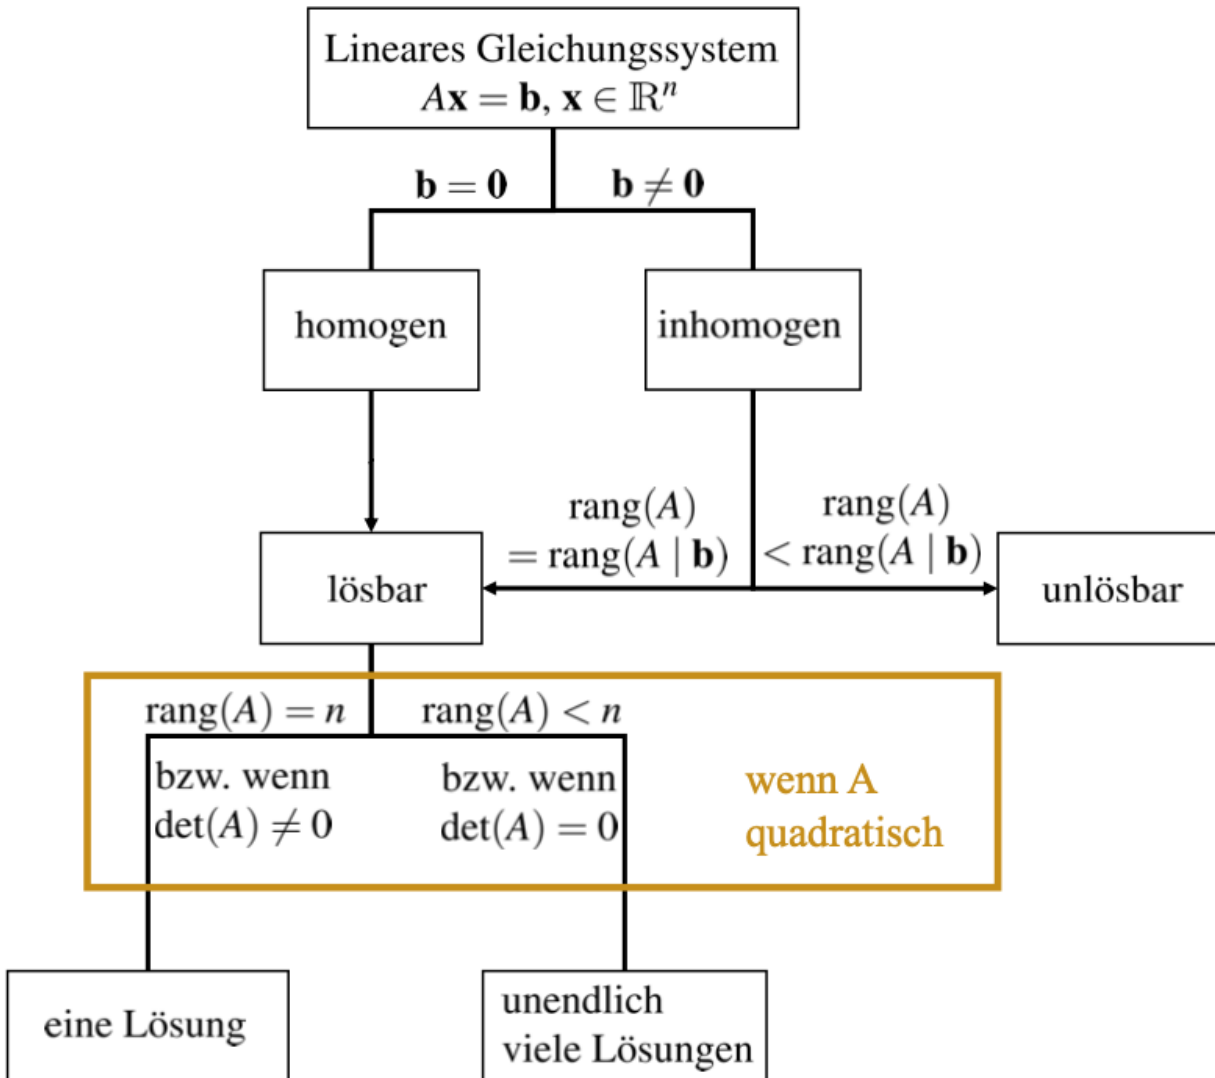 Lineares Gleichungssystem
Ax = b, x ∈ ℝⁿ
b = 0
b ≠ 0
homogen
inhomogen
rang(A)
= rang(A | b)
rang(A)
< rang(A | b)
lösbar
unlösbar
rang(A) = n
rang(A) < n
bzw. wenn
det(A) ≠ 0
bzw. wenn
det(A) = 0
wenn A
quadratisch
eine Lösung
unendlich
viele Lösungen